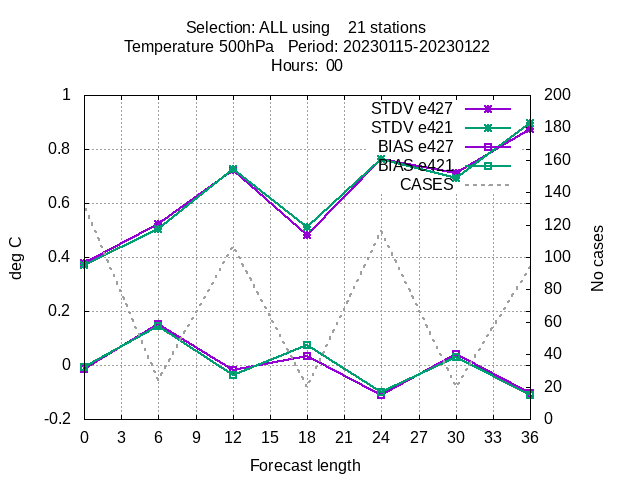 Selection: ALL using    21 stations
Temperature 500hPa   Period: 20230115-20230122
Hours:  00
1
0.8
0.6
0.4
0.2
0
-0.2
deg C
STDV e427
STDV e421
BIAS e427
BIAS e421
CASES
200
180
160
140
120
100
80
60
40
20
0
No cases
0 3 6 9 12 15 18 21 24 27 30 33 36
Forecast length